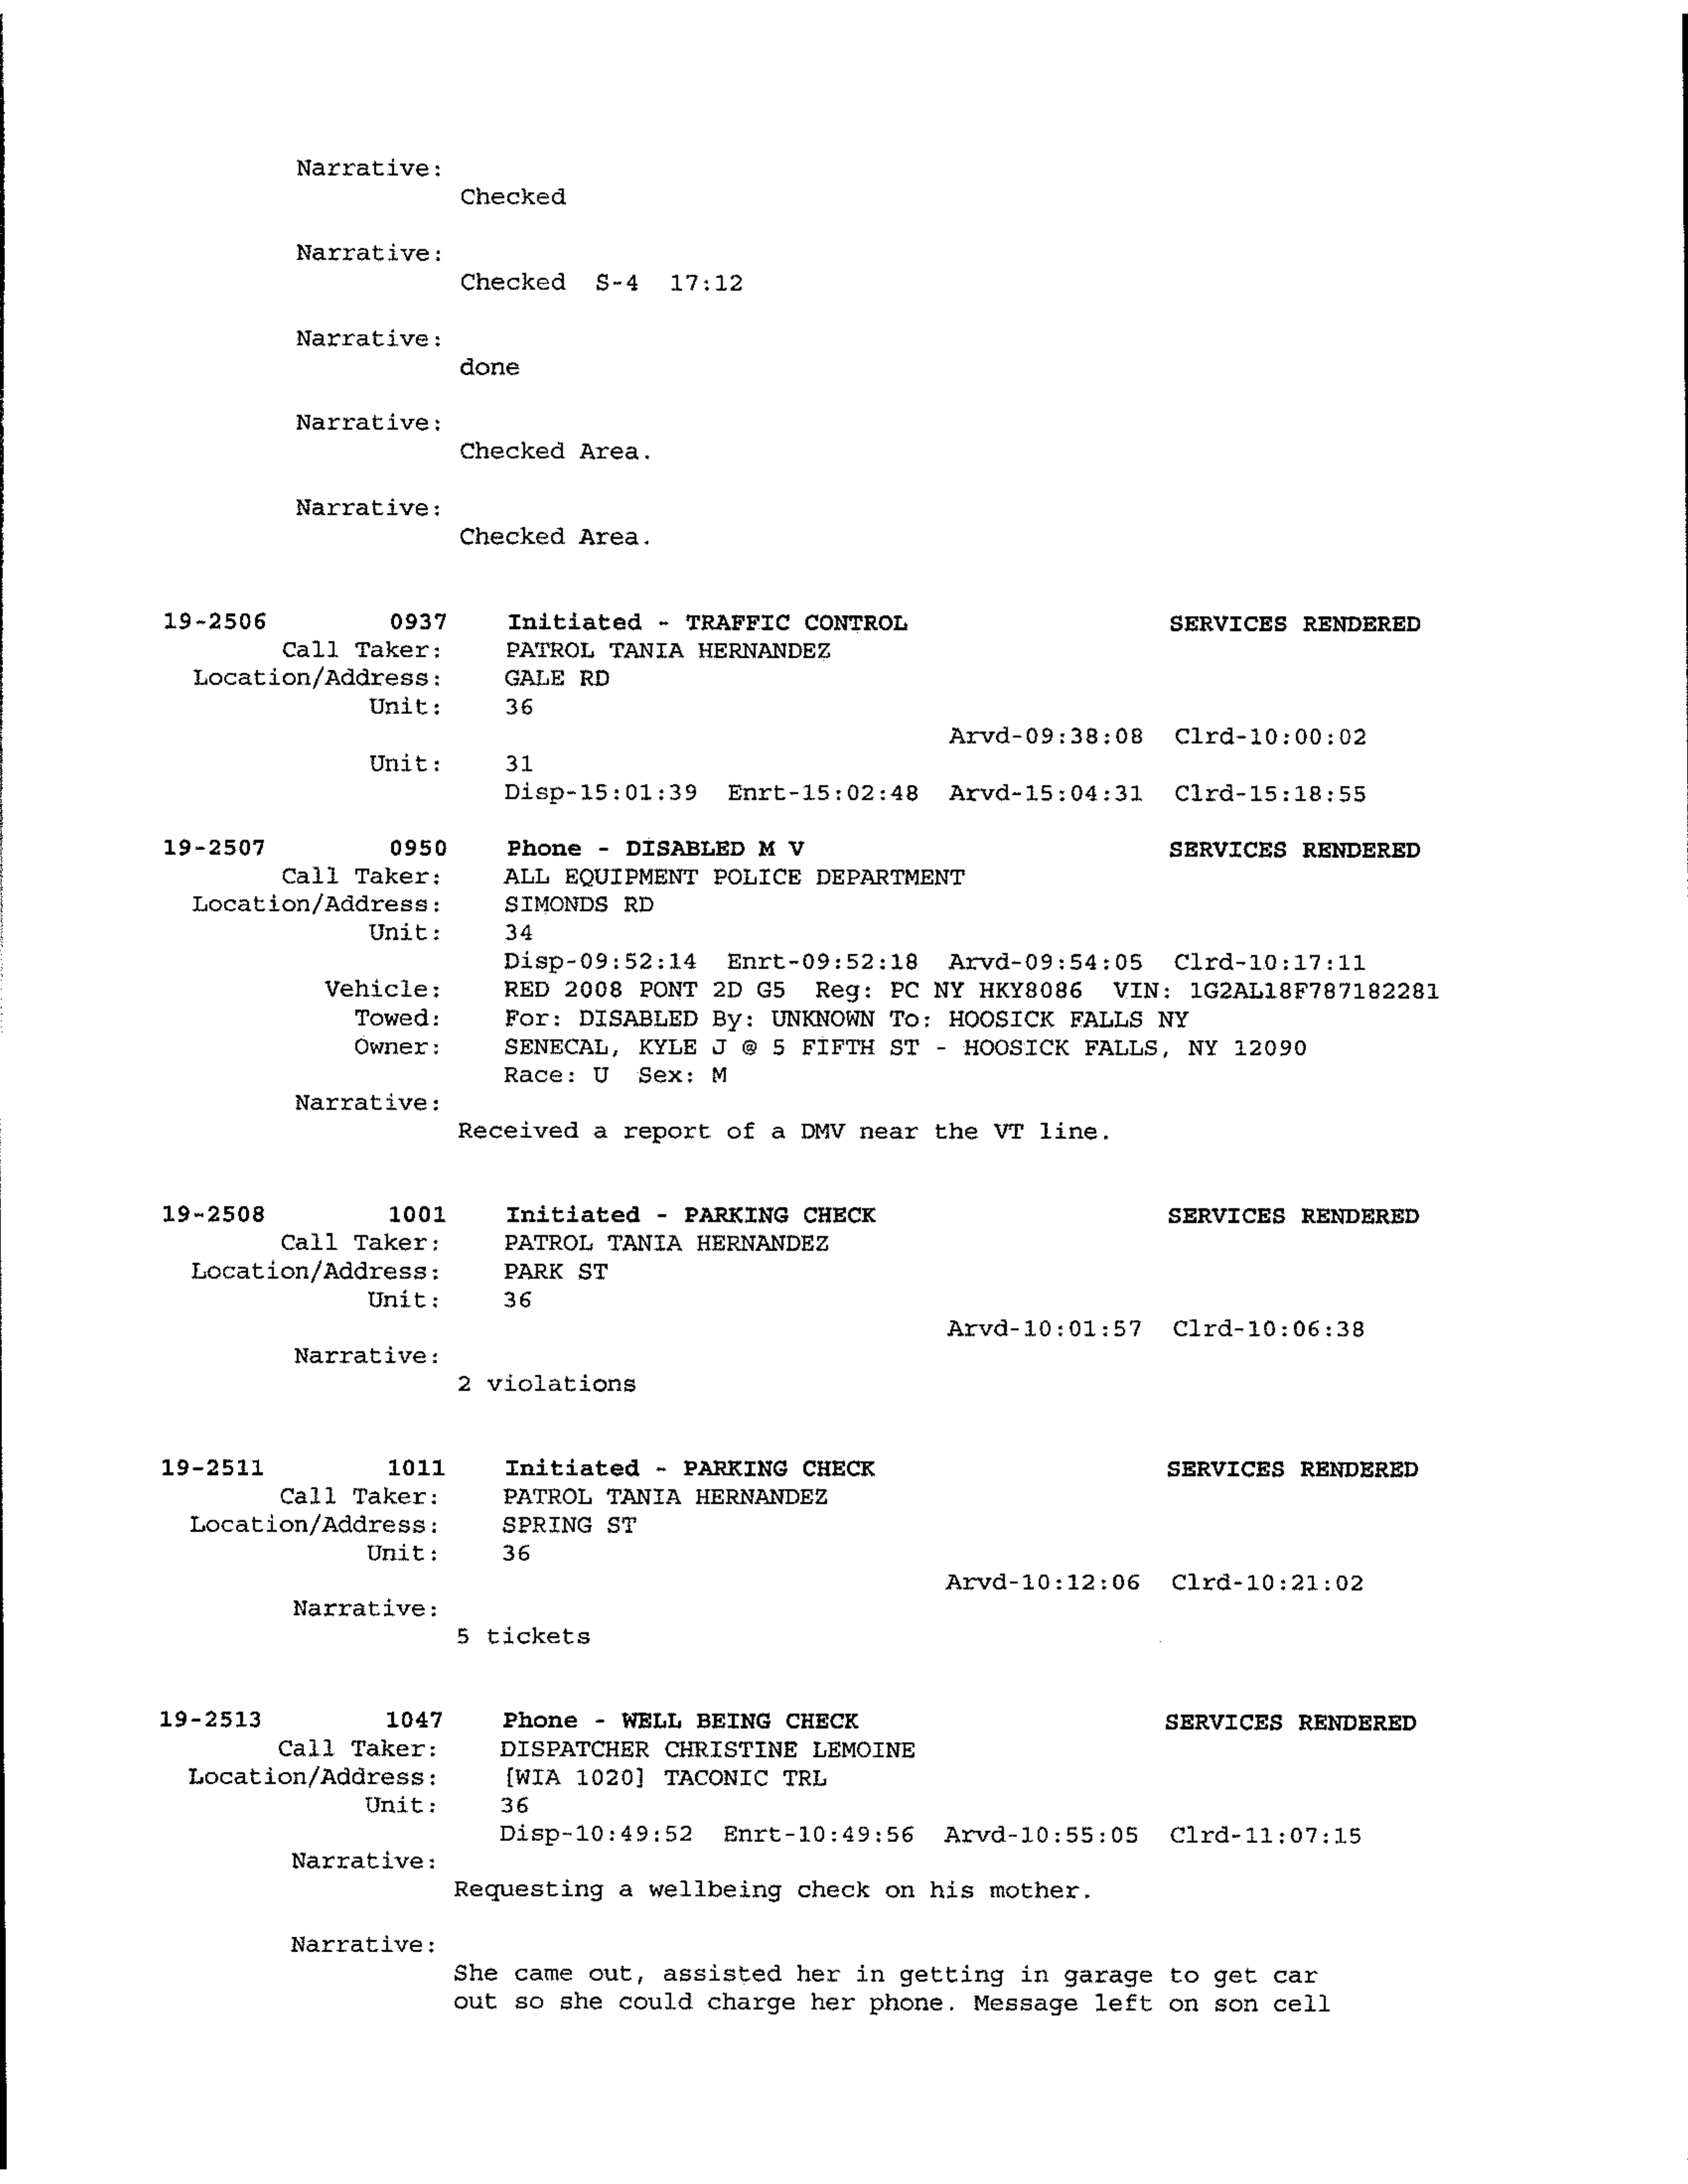 Narrative:
Checked
Narrative:
Checked S-4 17:12
Narrative:
done
Narrative:
Checked Area.
Narrative:
Checked Area.
19-2506 0937 Initiated - TRAFFIC CONTROL SERVICES RENDERED
Call Taker: PATROL TANIA HERNANDEZ
Location/Address: GALE RD
Unit: 36
Arvd-09:38:08 Clrd-10:00:02
Unit: 31
Disp-15:01:39 Enrt-15:02:48 Arvd-15:04:31 Clrd-15:18:55
19-2507 0950 Phone - DISABLED M V SERVICES RENDERED
Call Taker: ALL EQUIPMENT POLICE DEPARTMENT
Location/Address: SIMONDS RD
Unit: 34
Disp-09:52:14 Enrt-09:52:18 Arvd-09:54:05 Clrd-10:17:11
Vehicle: RED 2008 PONT 2D G5 Reg: PC NY HKY8086 VIN: 1G2AL18F787182281
Towed: For: DISABLED By: UNKNOWN To: HOOSICK FALLS NY
Owner: SENECAL, KYLE J @ 5 FIFTH ST - HOOSICK FALLS, NY 12090
Race: U Sex: M
Narrative:
Received a report of a DMV near the VT line.
19-2508 1001 Initiated - PARKING CHECK SERVICES RENDERED
Call Taker: PATROL TANIA HERNANDEZ
Location/Address: PARK ST
Unit: 36
Arvd-10:01:57 Clrd-10:06:38
Narrative:
2 violations
19-2511 1011 Initiated - PARKING CHECK SERVICES RENDERED
Call Taker: PATROL TANIA HERNANDEZ
Location/Address: SPRING ST
Unit: 36
Arvd-10:12:06 Clrd-10:21:02
Narrative:
5 tickets
19-2513 1047 Phone - WELL BEING CHECK SERVICES RENDERED
Call Taker: DISPATCHER CHRISTINE LEMOINE
Location/Address: [WIA 1020] TACONIC TRL
Unit: 36
Disp-10:49:52 Enrt-10:49:56 Arvd-10:55:05 Clrd-11:07:15
Narrative:
Requesting a wellbeing check on his mother.
Narrative:
She came out, assisted her in getting in garage to get car
out so she could charge her phone. Message left on son cell